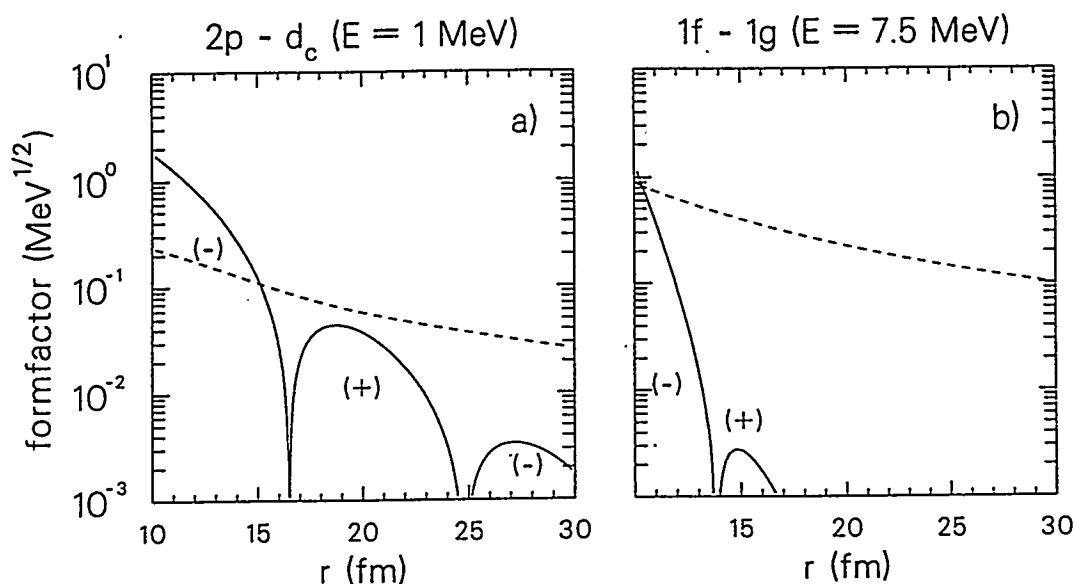 2p - d_c (E = 1 MeV)
1f - 1g (E = 7.5 MeV)
formfactor (MeV^1/2)
10^1
10^0
10^-1
10^-2
10^-3
a)
(-)
(+)
(-)
10 15 20 25 30
r (fm)
b)
(-)
(+)
15 20 25 30
r (fm)